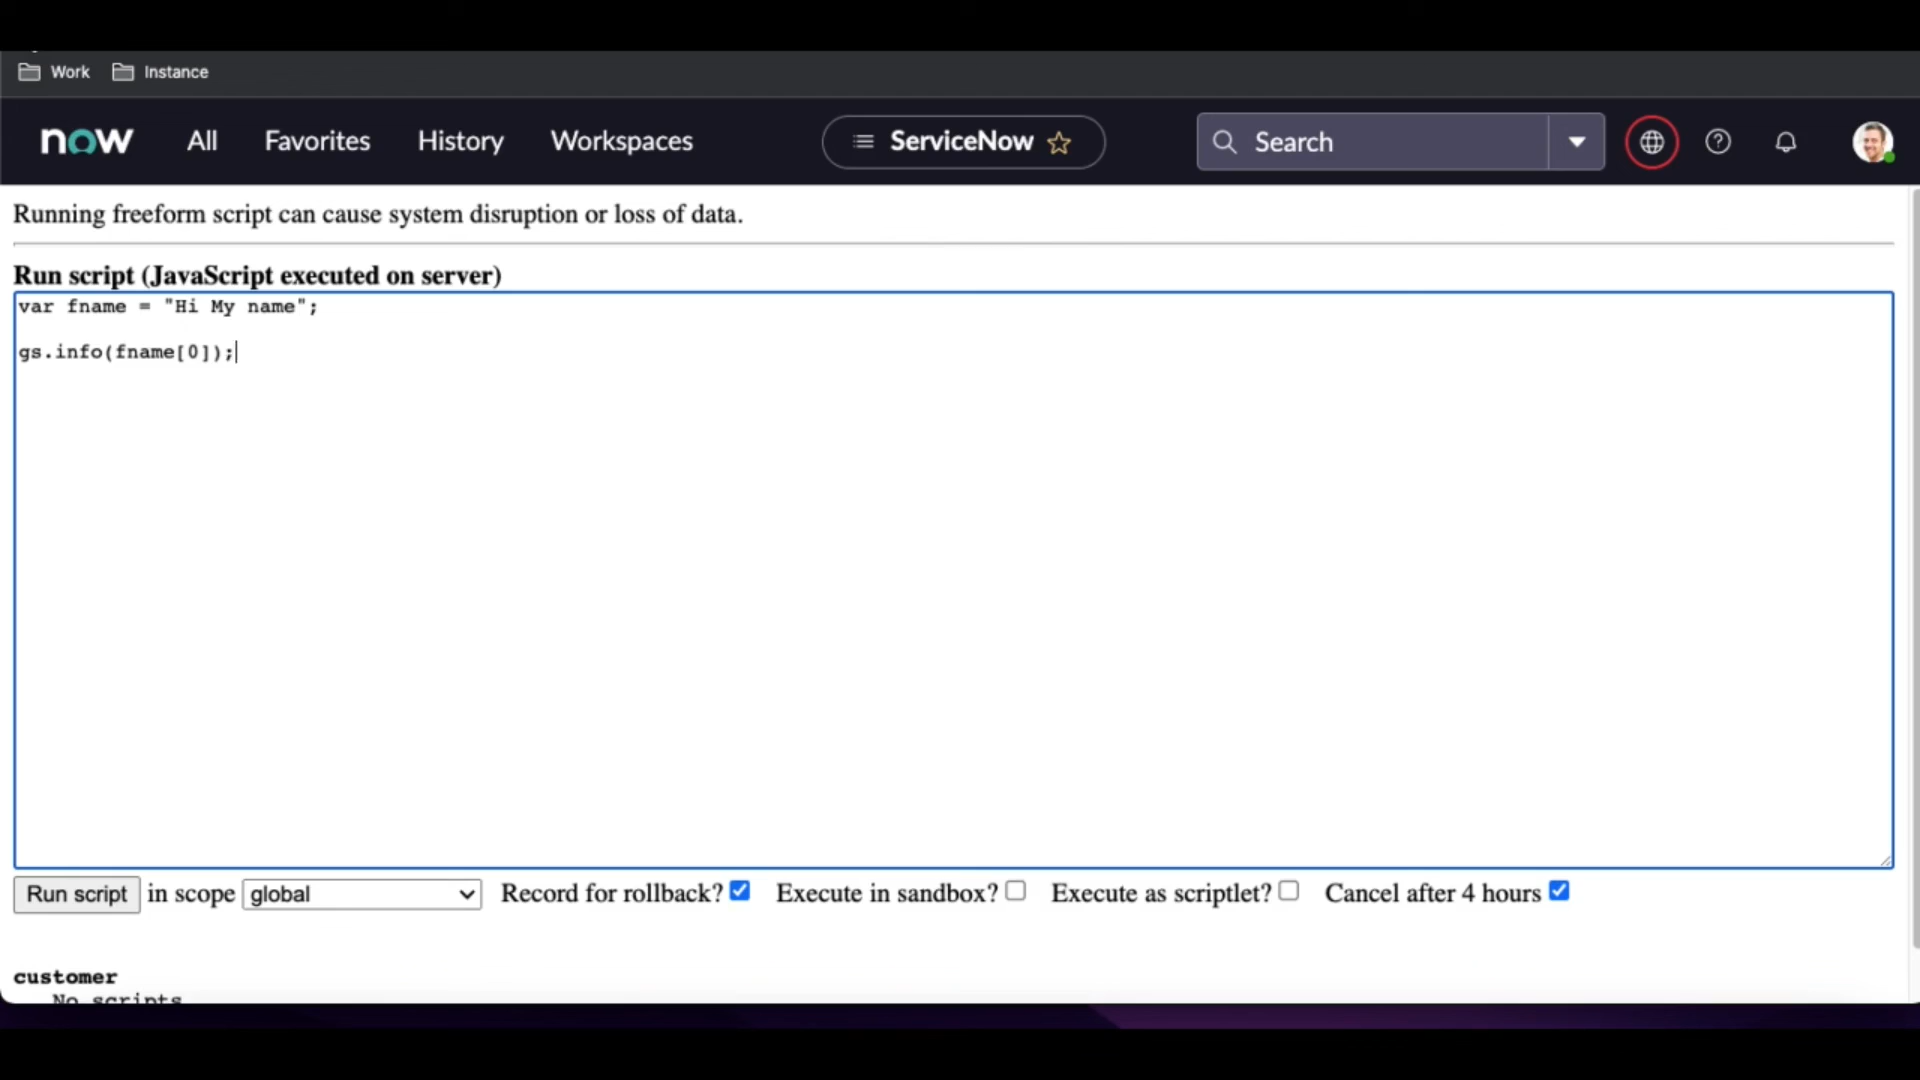 Work Instance
now All Favorites History Workspaces ServiceNow Search
Running freeform script can cause system disruption or loss of data.
Run script (JavaScript executed on server)
var fname = "Hi My name";
gs.info(fname[0]);
Run script in scope global Record for rollback? Execute in sandbox? Execute as scriptlet? Cancel after 4 hours
customer
No scripts